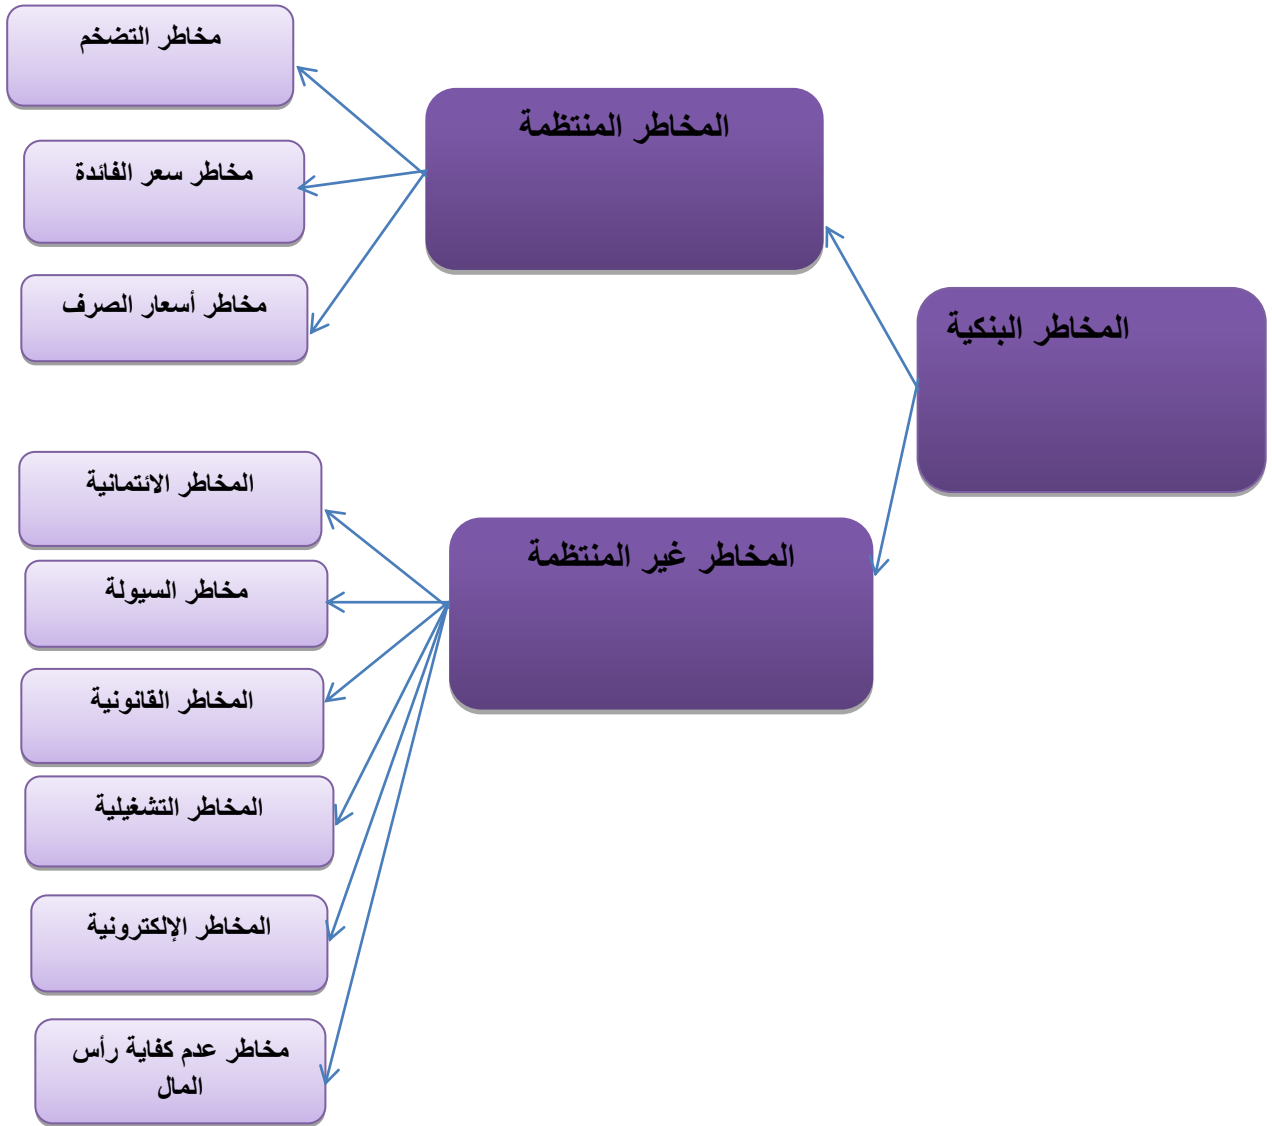 المخاطر البنكية
المخاطر المنتظمة
مخاطر التضخم
مخاطر سعر الفائدة
مخاطر أسعار الصرف
المخاطر غير المنتظمة
المخاطر الائتمانية
مخاطر السيولة
المخاطر القانونية
المخاطر التشغيلية
المخاطر الإلكترونية
مخاطر عدم كفاية رأس
المال